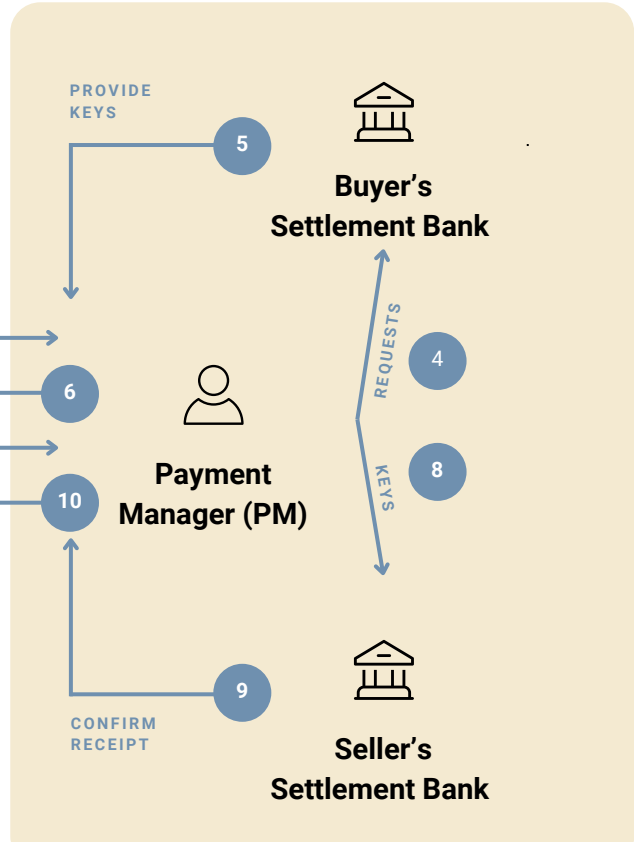 PROVIDE
KEYS
5
Buyer's
Settlement Bank
REQUESTS
4
6
KEYS
8
Payment
Manager (PM)
10
9
CONFIRM
RECEIPT
Seller's
Settlement Bank